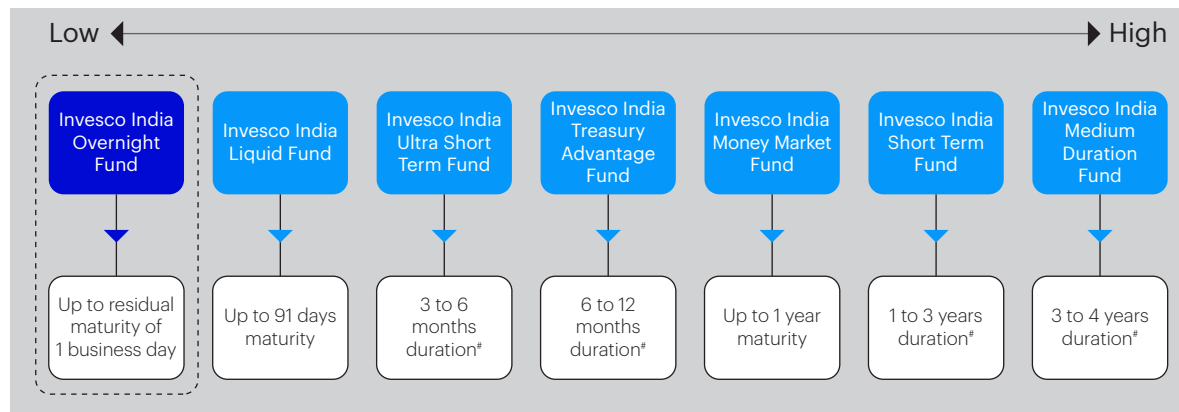 Low High
Invesco India
Overnight
Fund
Invesco India
Liquid Fund
Invesco India
Ultra Short
Term Fund
Invesco India
Treasury
Advantage
Fund
Invesco India
Money Market
Fund
Invesco India
Short Term
Fund
Invesco India
Medium
Duration
Fund
Up to residual
maturity of
1 business day
Up to 91 days
maturity
3 to 6
months
duration#
6 to 12
months
duration#
Up to 1 year
maturity
1 to 3 years
duration#
3 to 4 years
duration#